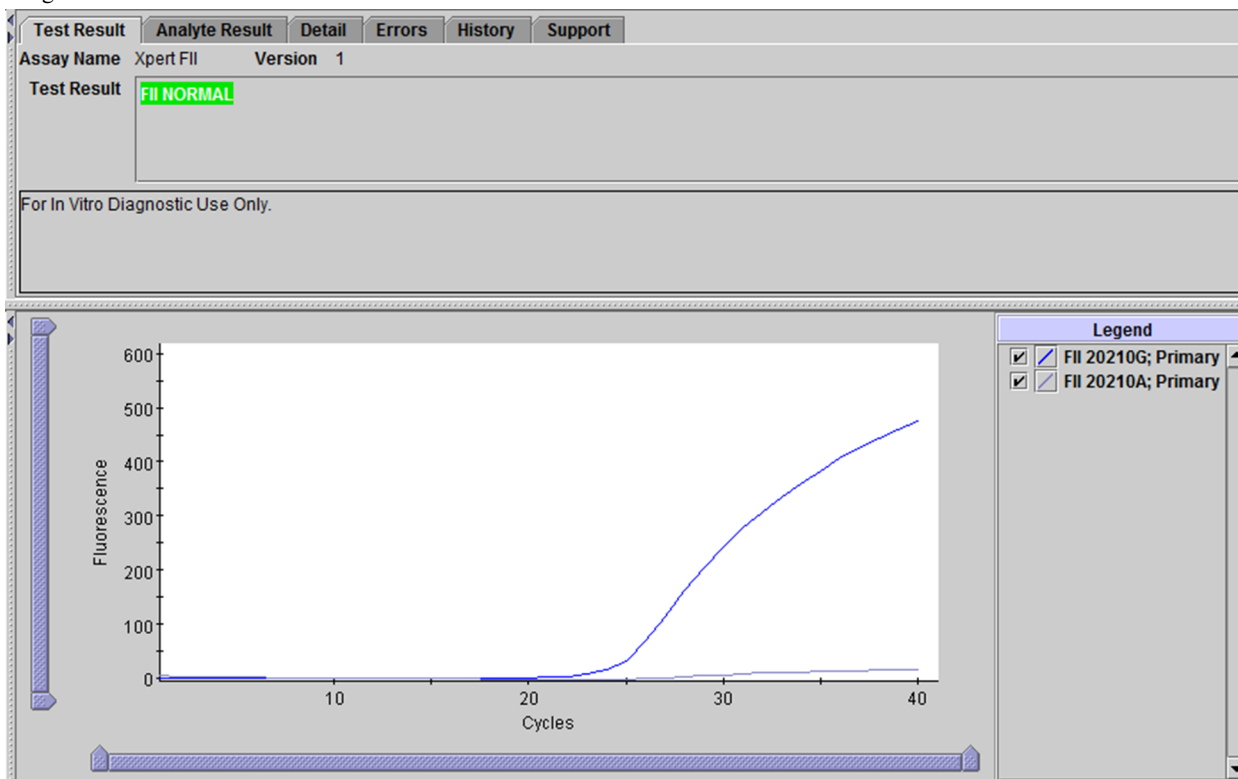 Test Result Analyte Result Detail Errors History Support
Assay Name Xpert FII Version 1
Test Result FII NORMAL
For In Vitro Diagnostic Use Only.
Legend
FII 20210G; Primary
FII 20210A; Primary
600
500
400
300
200
100
0
Fluorescence
10 20 30 40
Cycles